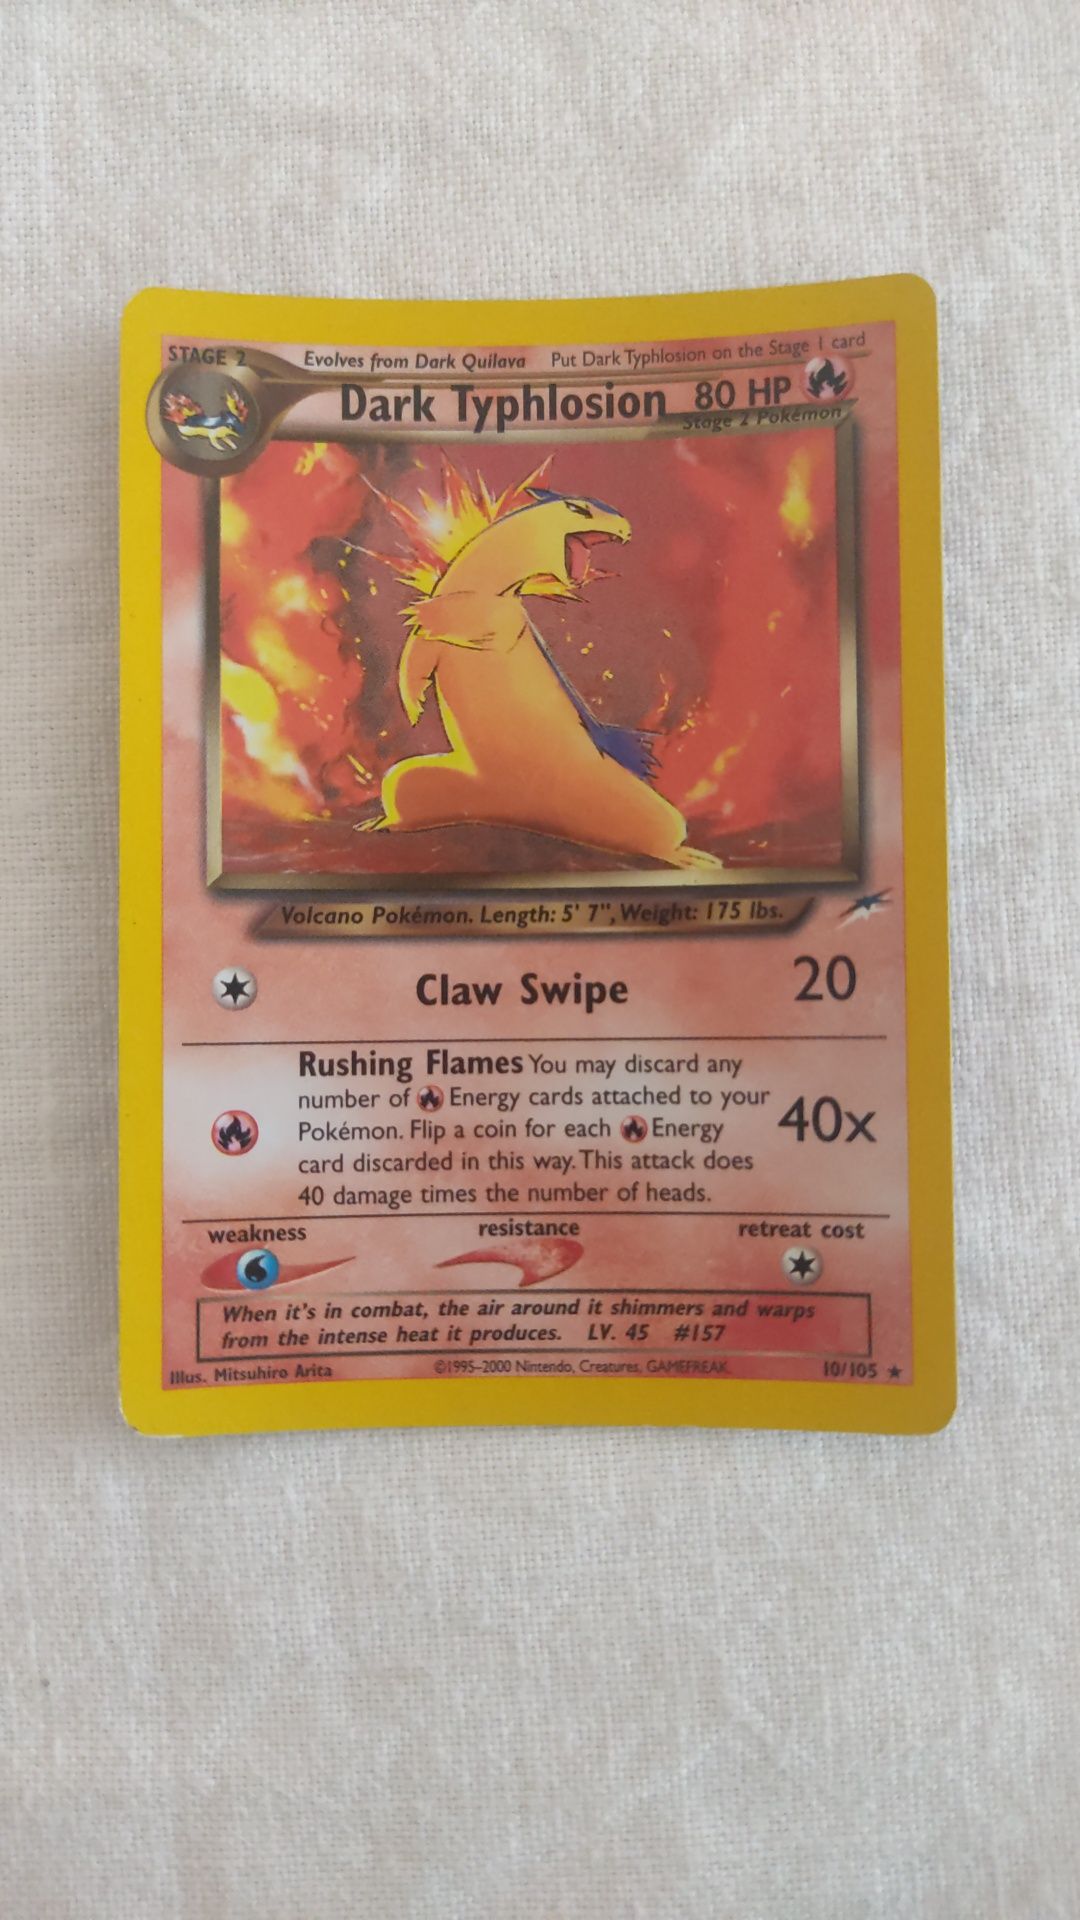 STAGE 2
Evolves from Dark Quilava Put Dark Typhlosion on the Stage 1 card
Dark Typhlosion 80 HP
Stage 2 Pokémon
Volcano Pokémon. Length: 5' 7", Weight: 175 lbs.
Claw Swipe 20
Rushing Flames You may discard any
number of Energy cards attached to your
Pokémon. Flip a coin for each Energy
card discarded in this way. This attack does
40 damage times the number of heads.
40x
weakness resistance retreat cost
When it's in combat, the air around it shimmers and warps
from the intense heat it produces. LV. 45 #157
Illus. Mitsuhiro Arita ©1995-2000 Nintendo, Creatures, GAMEFREAK. 10/105 ★